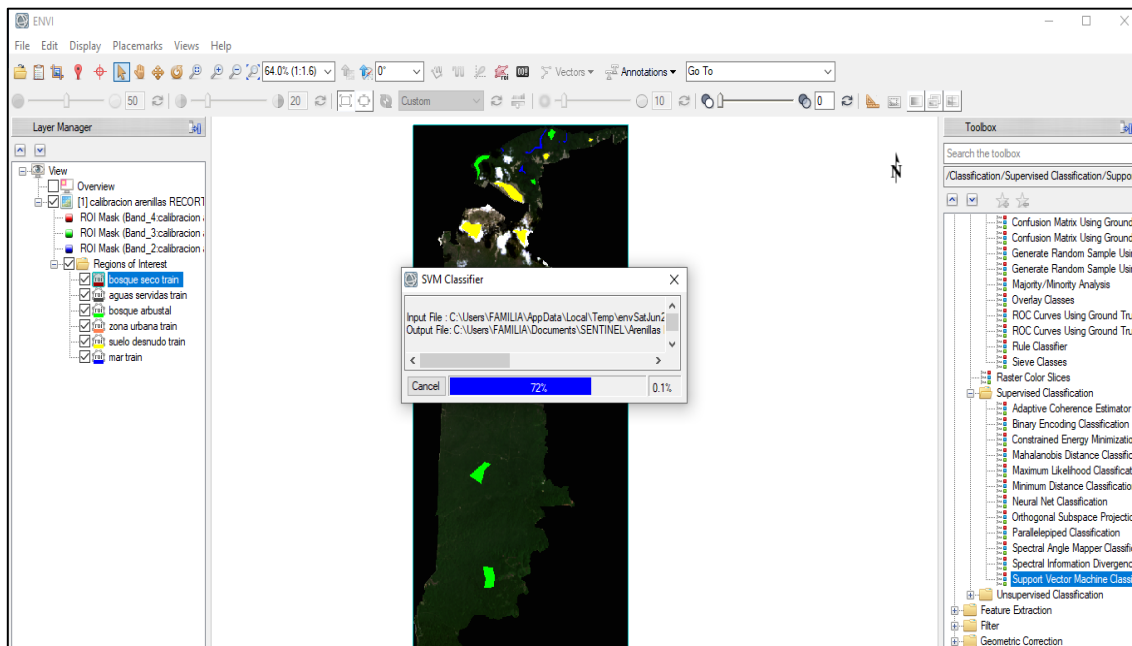 ENVI
File Edit Display Placemarks Views Help
64.0% (1:1.6) 0° Vectors Annotations Go To
50 20 Custom 10 0
Layer Manager
View
Overview
[1] calibracion arenillas RECORT
ROI Mask (Band_4:calibracion
ROI Mask (Band_3:calibracion
ROI Mask (Band_2:calibracion
Regions of Interest
bosque seco train
aguas servidas train
bosque arbustal
zona urbana train
suelo desnudo train
mar train
N
SVM Classifier
Input File : C:\Users\FAMILIA\AppData\Local\Temp\envSatJun2
Output File: C:\Users\FAMILIA\Documents\SENTINEL\Arenillas
Cancel 72% 0.1%
Toolbox
Search the toolbox
/Classification/Supervised Classification/Suppo
Confusion Matrix Using Ground
Confusion Matrix Using Ground
Generate Random Sample Usin
Generate Random Sample Usin
Majority/Minority Analysis
Overlay Classes
ROC Curves Using Ground Tru
ROC Curves Using Ground Tru
Rule Classifier
Sieve Classes
Raster Color Slices
Supervised Classification
Adaptive Coherence Estimator
Binary Encoding Classification
Constrained Energy Minimizatio
Mahalanobis Distance Classific
Maximum Likelihood Classificat
Minimum Distance Classificatio
Neural Net Classification
Orthogonal Subspace Projectio
Parallelepiped Classification
Spectral Angle Mapper Classific
Spectral Information Divergenc
Support Vector Machine Classi
Unsupervised Classification
Feature Extraction
Filter
Geometric Correction